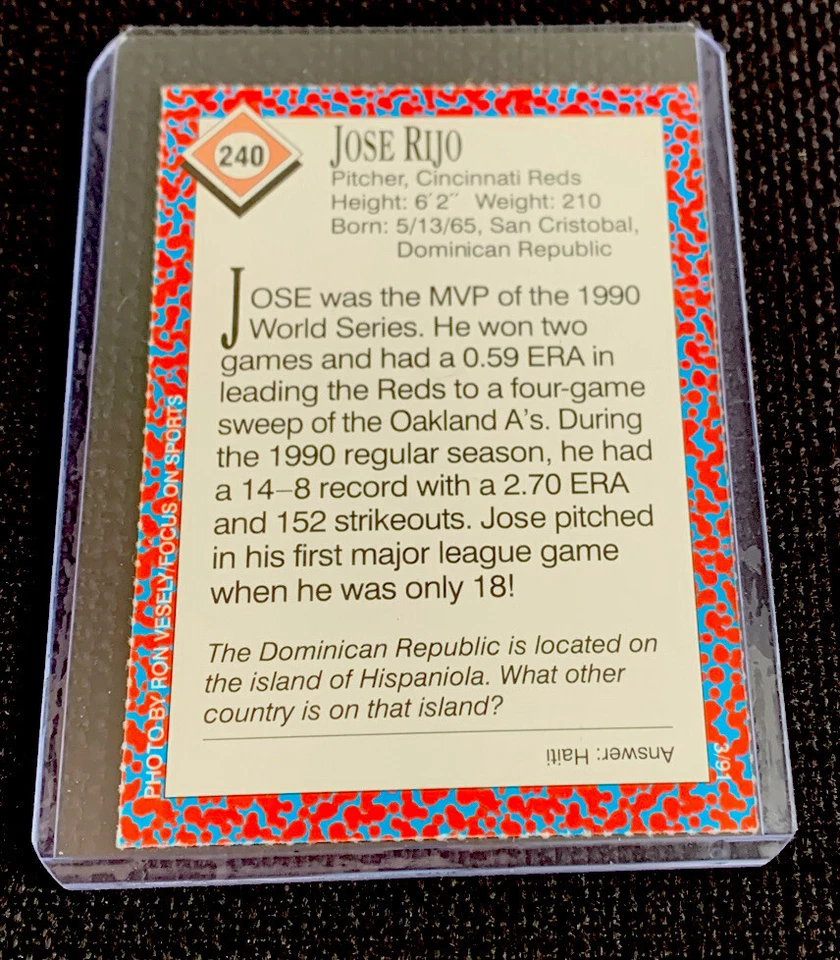 240
JOSE RIJO
Pitcher, Cincinnati Reds
Height: 6´2˝ Weight: 210
Born: 5/13/65, San Cristobal,
Dominican Republic
JOSE was the MVP of the 1990
World Series. He won two
games and had a 0.59 ERA in
leading the Reds to a four-game
sweep of the Oakland A's. During
the 1990 regular season, he had
a 14–8 record with a 2.70 ERA
and 152 strikeouts. Jose pitched
in his first major league game
when he was only 18!
The Dominican Republic is located on
the island of Hispaniola. What other
country is on that island?
Answer: Haiti
PHOTO BY RON VESELY/FOCUS ON SPORTS
3/91